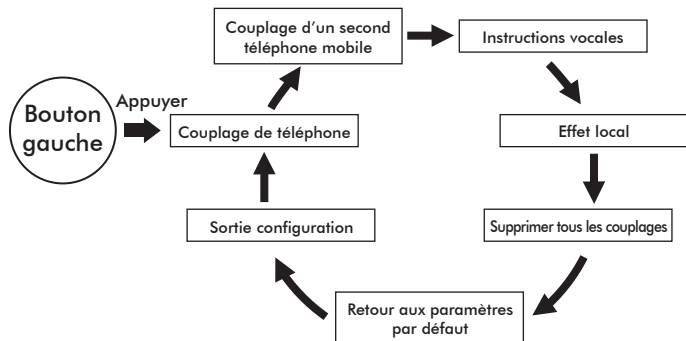 Bouton
gauche
Appuyer
Couplage de téléphone
Couplage d'un second
téléphone mobile
Instructions vocales
Effet local
Supprimer tous les couplages
Retour aux paramètres
par défaut
Sortie configuration